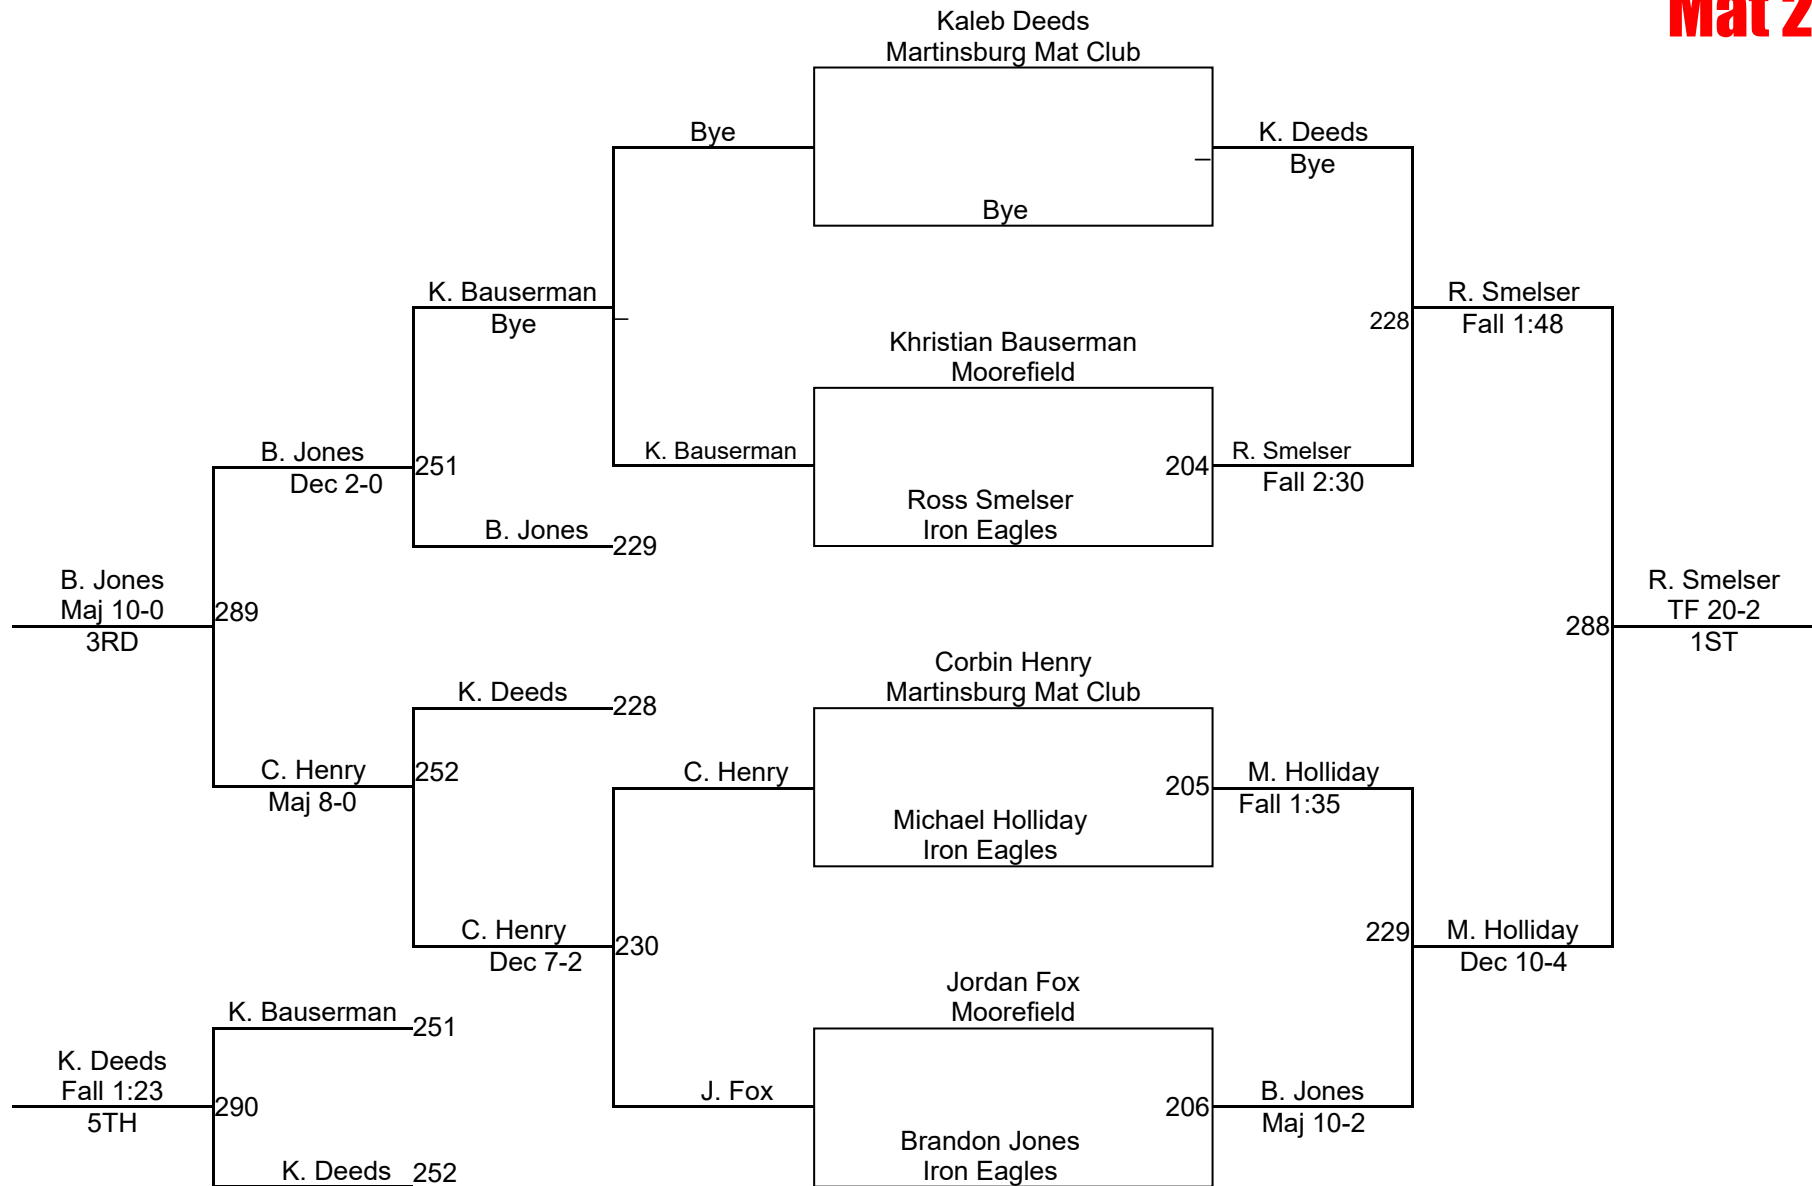 Mat 2
Kaleb Deeds
Martinsburg Mat Club
Bye
K. Deeds
Bye
Bye
K. Bauserman
Bye
R. Smelser
Fall 1:48
228
Khristian Bauserman
Moorefield
B. Jones
Dec 2-0
251
K. Bauserman
204
R. Smelser
Fall 2:30
Ross Smelser
Iron Eagles
B. Jones
229
B. Jones
Maj 10-0
3RD
289
R. Smelser
TF 20-2
1ST
288
Corbin Henry
Martinsburg Mat Club
K. Deeds
228
C. Henry
Maj 8-0
252
C. Henry
205
M. Holliday
Fall 1:35
Michael Holliday
Iron Eagles
C. Henry
Dec 7-2
230
229
M. Holliday
Dec 10-4
Jordan Fox
Moorefield
K. Bauserman
251
K. Deeds
Fall 1:23
5TH
290
J. Fox
206
B. Jones
Maj 10-2
Brandon Jones
Iron Eagles
K. Deeds
252